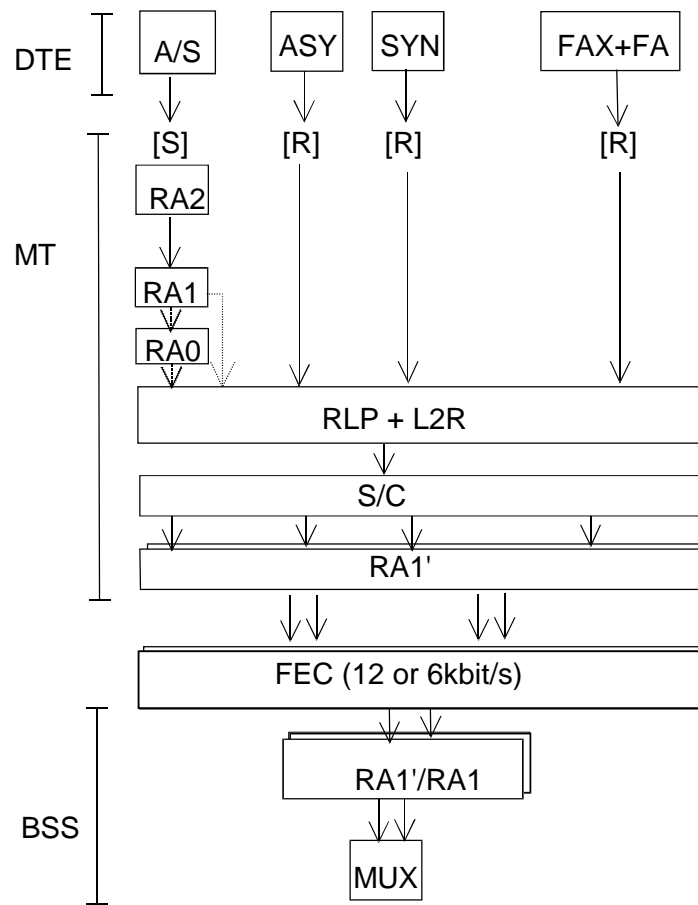 DTE
A/S
ASY
SYN
FAX+FA
[S]
[R]
[R]
[R]
MT
RA2
RA1
RA0
RLP + L2R
S/C
RA1'
FEC (12 or 6kbit/s)
BSS
RA1'/RA1
MUX